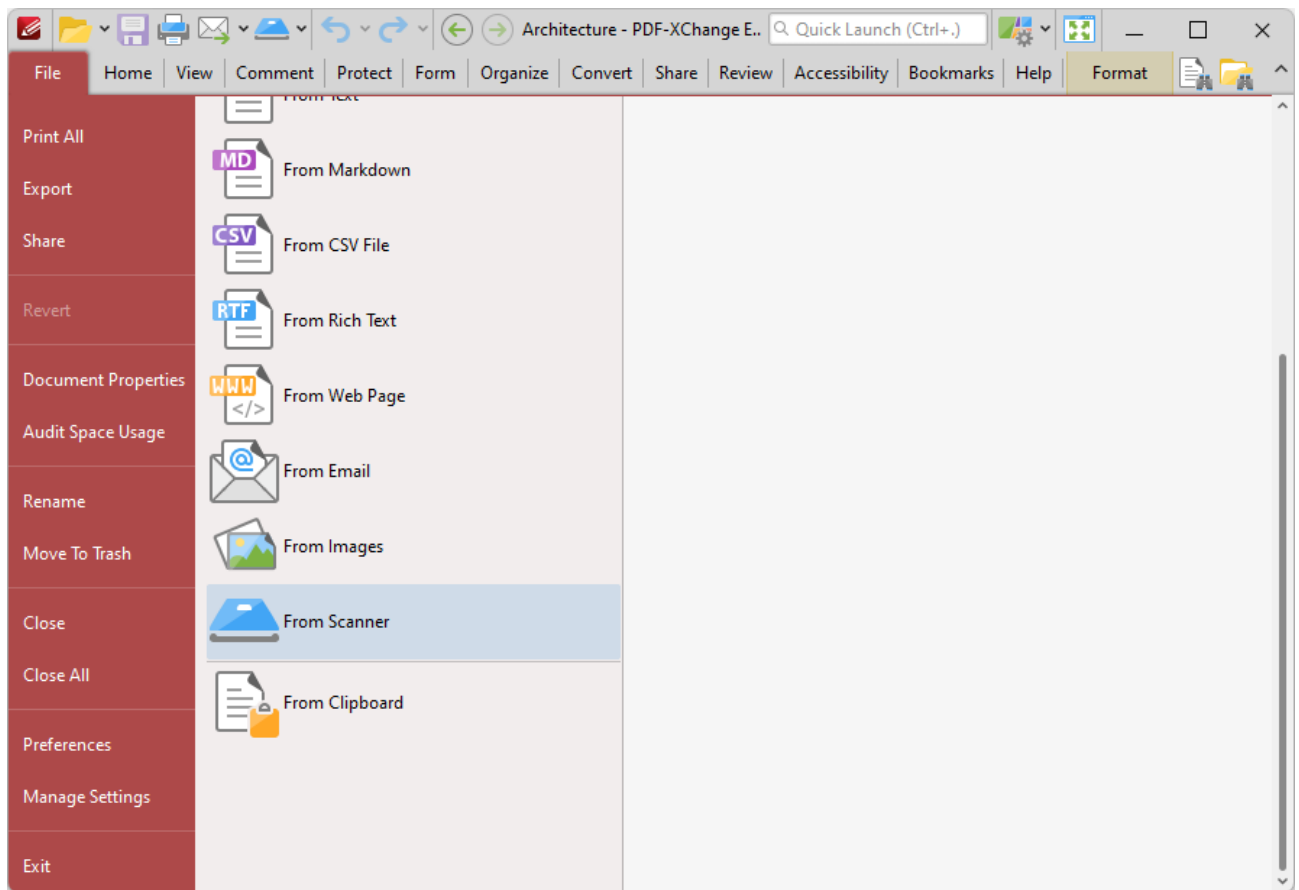 Architecture - PDF-XChange E.. Quick Launch (Ctrl+.)
File Home View Comment Protect Form Organize Convert Share Review Accessibility Bookmarks Help Format
Print All
Export
Share
Revert
Document Properties
Audit Space Usage
Rename
Move To Trash
Close
Close All
Preferences
Manage Settings
Exit
From Text
MD From Markdown
CSV From CSV File
RTF From Rich Text
WWW </> From Web Page
@ From Email
From Images
From Scanner
From Clipboard